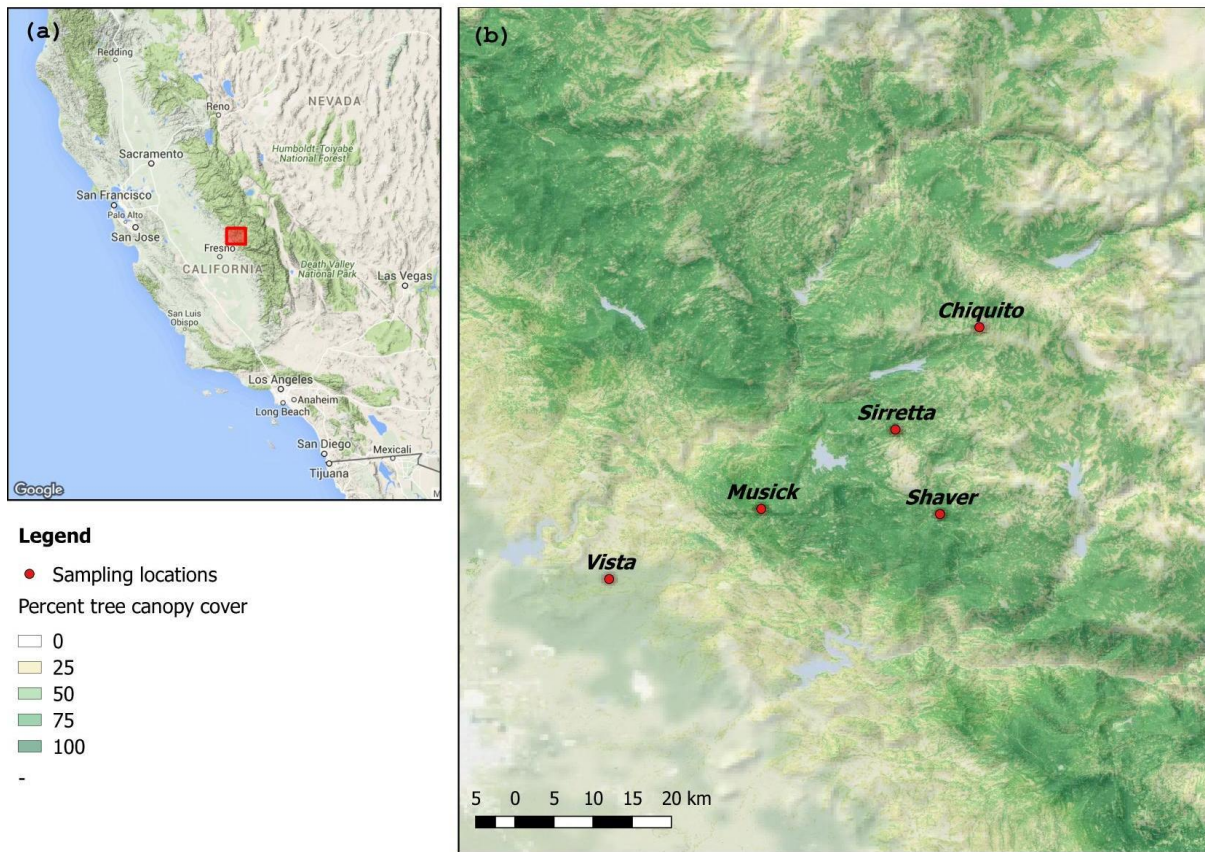 (a)
Redding
Reno
NEVADA
Humboldt-Toiyabe
National Forest
Sacramento
San Francisco
Palo Alto
San Jose
Fresno
CALIFORNIA
Death Valley
National Park
Las Vegas
San Luis
Obispo
Los Angeles
Anaheim
Long Beach
San Diego
Mexicali
Tijuana
Google
M
Legend
Sampling locations
Percent tree canopy cover
0
25
50
75
100
-
(b)
Chiquito
Sirretta
Musick
Shaver
Vista
5 0 5 10 15 20 km